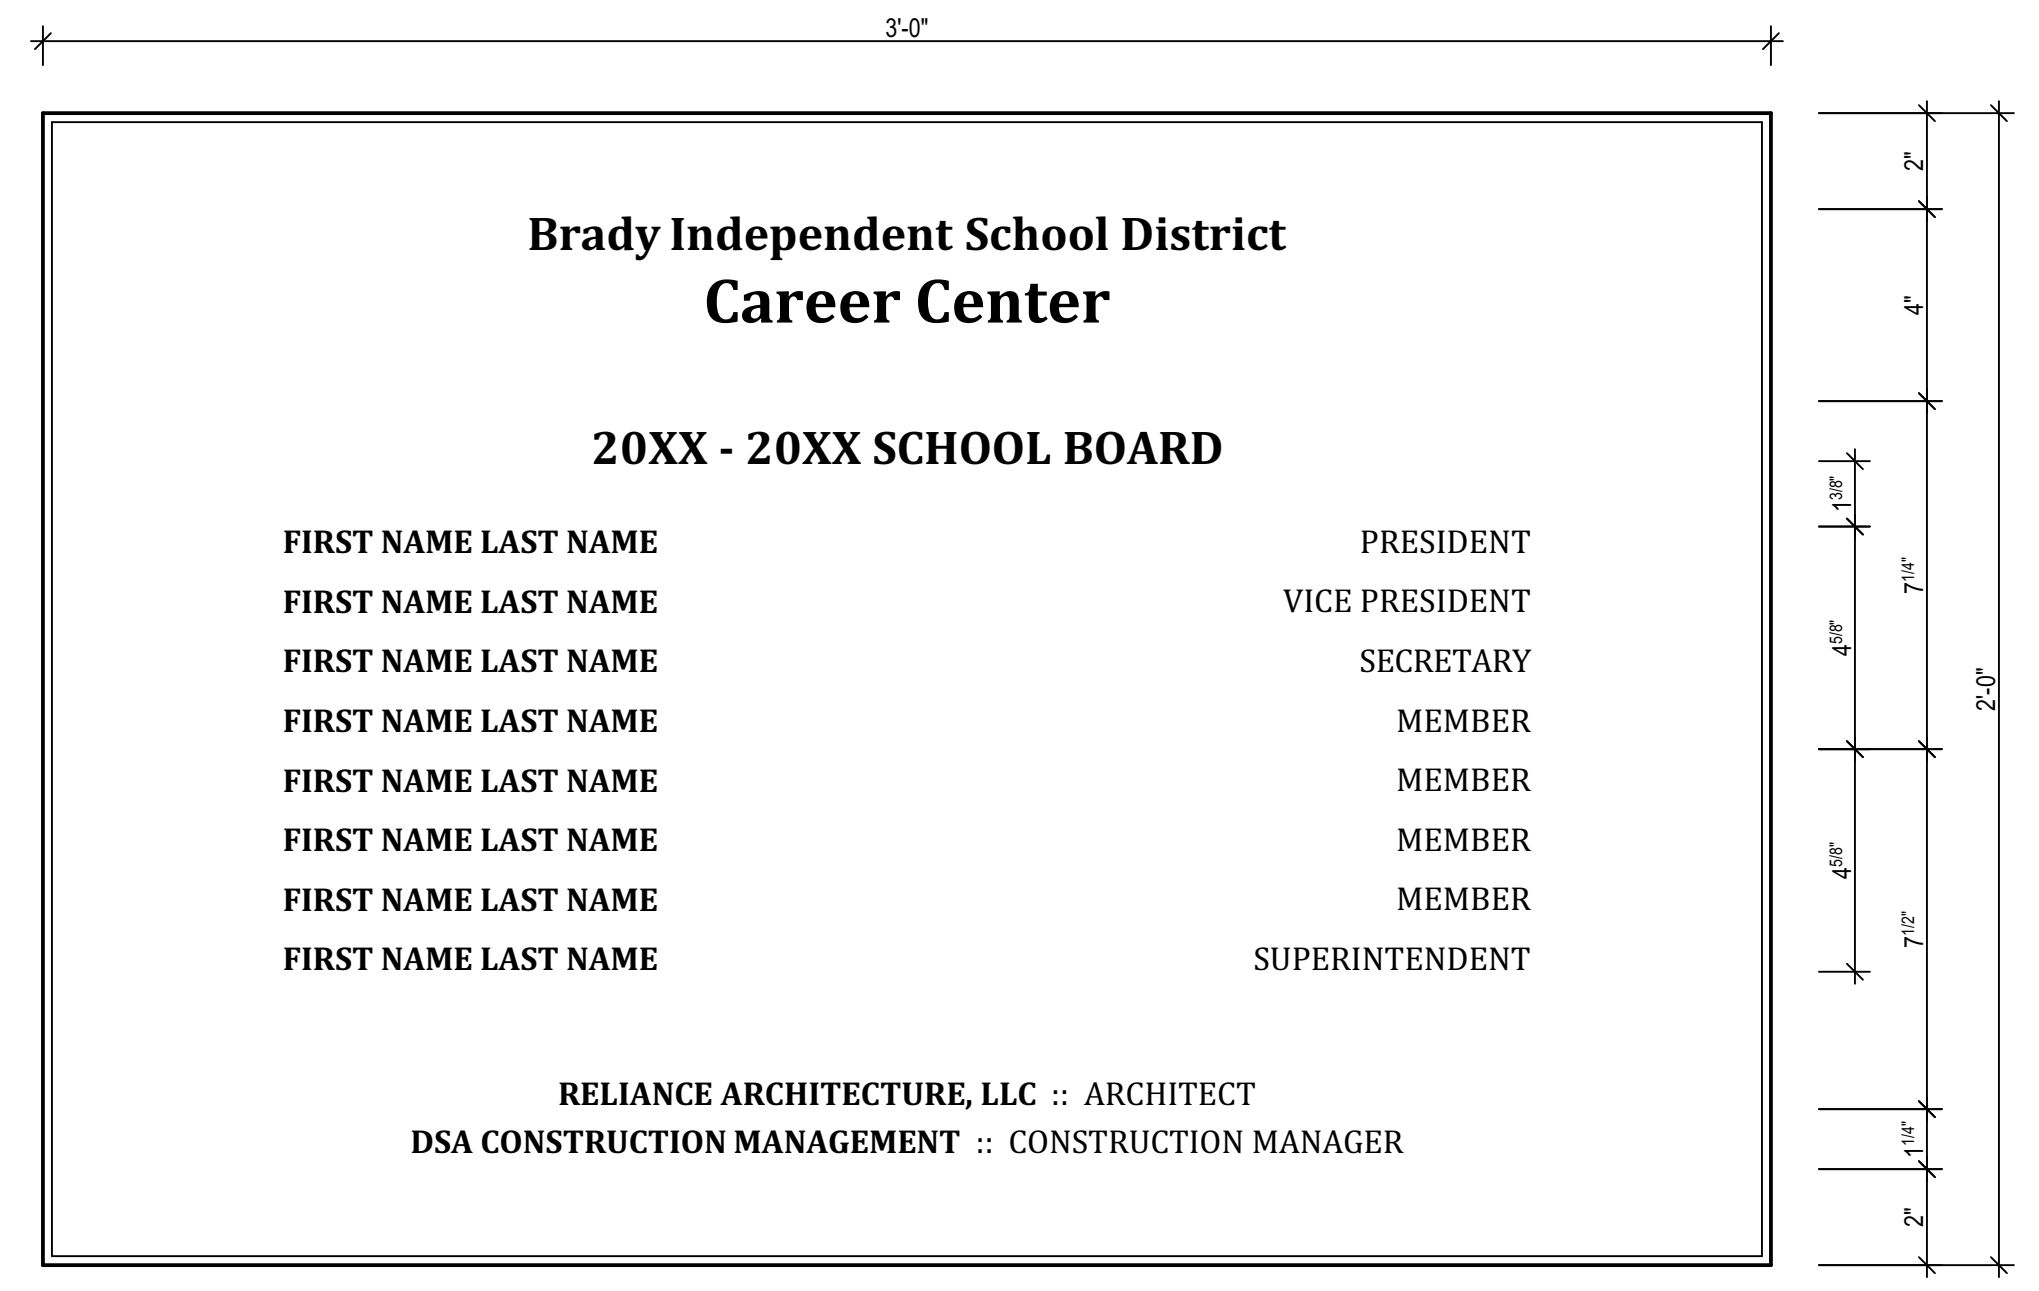 3'-0"
Brady Independent School District
Career Center
20XX - 20XX SCHOOL BOARD
FIRST NAME LAST NAME PRESIDENT
FIRST NAME LAST NAME VICE PRESIDENT
FIRST NAME LAST NAME SECRETARY
FIRST NAME LAST NAME MEMBER
FIRST NAME LAST NAME MEMBER
FIRST NAME LAST NAME MEMBER
FIRST NAME LAST NAME MEMBER
FIRST NAME LAST NAME SUPERINTENDENT
RELIANCE ARCHITECTURE, LLC :: ARCHITECT
DSA CONSTRUCTION MANAGEMENT :: CONSTRUCTION MANAGER
1 3/8"
4 5/8"
4 5/8"
2"
4"
7 1/4"
7 1/2"
1 1/4"
2"
2'-0"